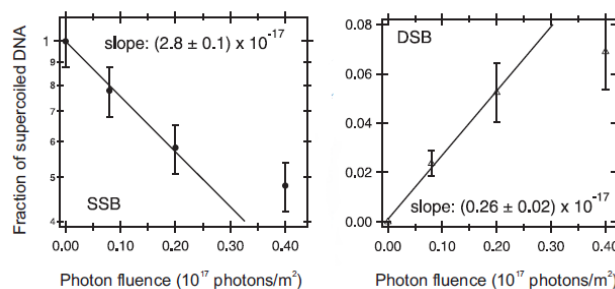 slope: (2.8 ± 0.1) x 10⁻¹⁷
1
9
8
7
6
5
4
SSB
0.00 0.10 0.20 0.30 0.40
Fraction of supercoiled DNA
Photon fluence (10¹⁷ photons/m²)
DSB
0.08
0.06
0.04
0.02
0.00
slope: (0.26 ± 0.02) x 10⁻¹⁷
0.00 0.10 0.20 0.30 0.40
Photon fluence (10¹⁷ photons/m²)